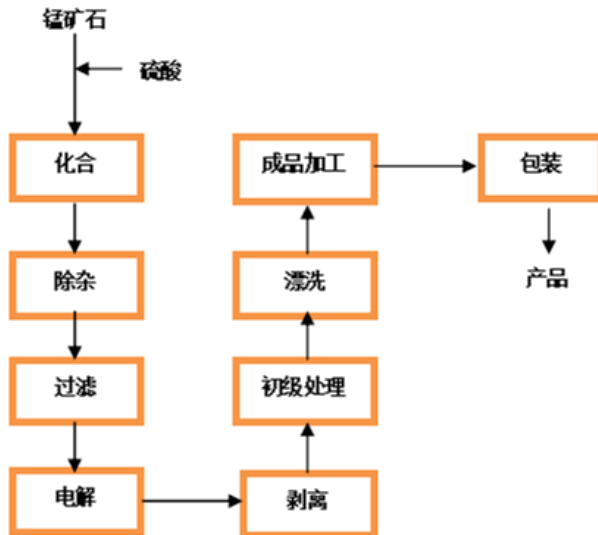 锰矿石
硫酸
化合
除杂
过滤
电解
剥离
初级处理
漂洗
成品加工
包装
产品